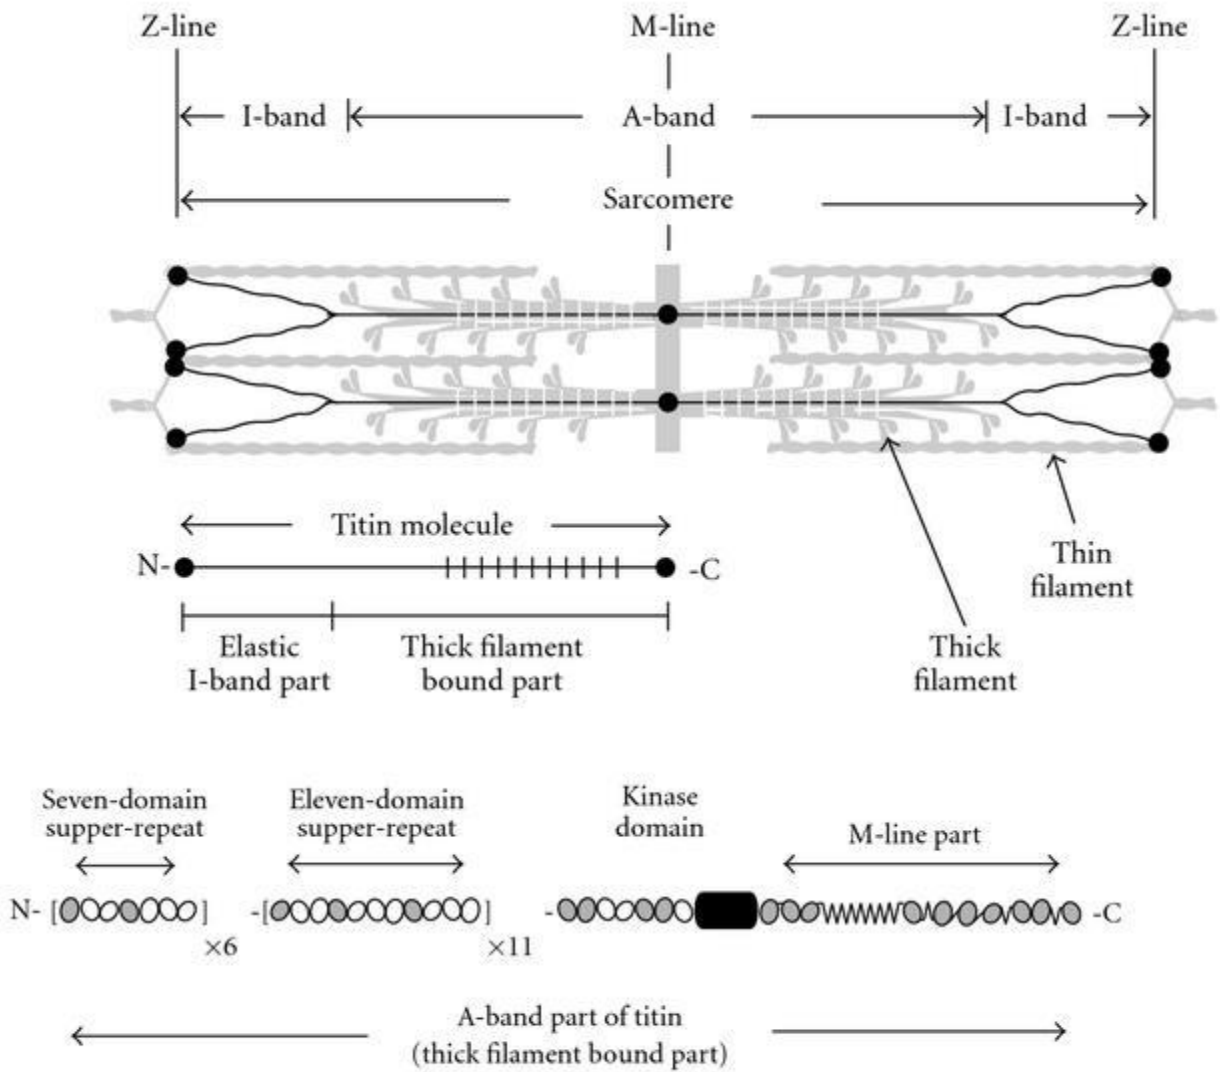 Z-line
M-line
Z-line
I-band
A-band
I-band
Sarcomere
Titin molecule
N-
-C
Thin
filament
Elastic
I-band part
Thick filament
bound part
Thick
filament
Seven-domain
supper-repeat
Eleven-domain
supper-repeat
Kinase
domain
M-line part
N- [ ]
×6
-[ ]
×11
-
-C
A-band part of titin
(thick filament bound part)